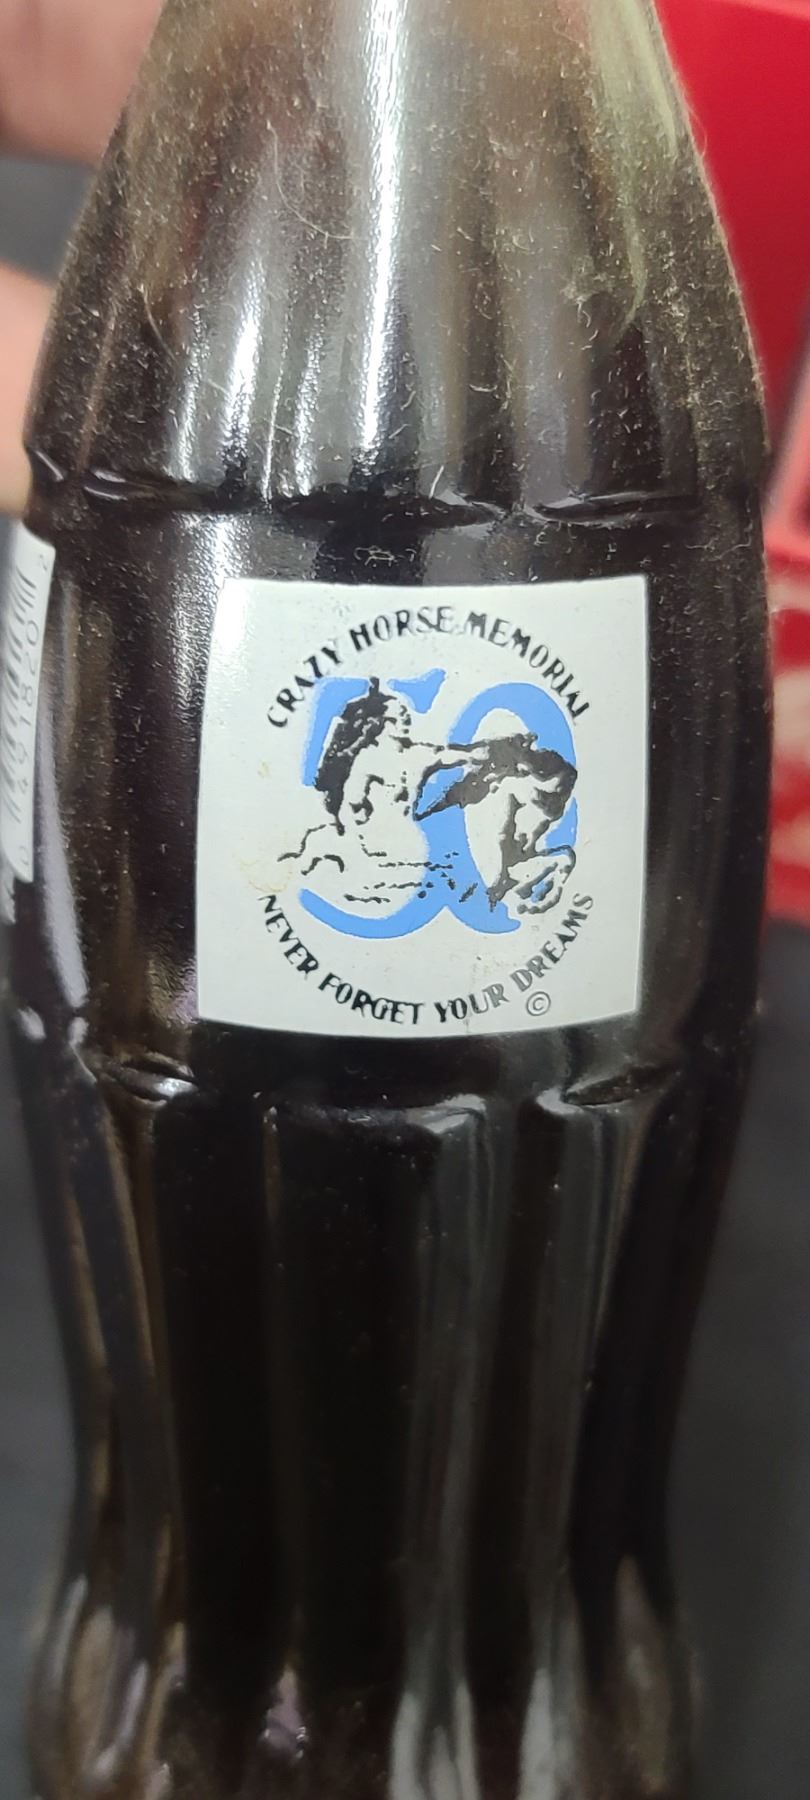 CRAZY HORSE MEMORIAL
50
NEVER FORGET YOUR DREAMS
©